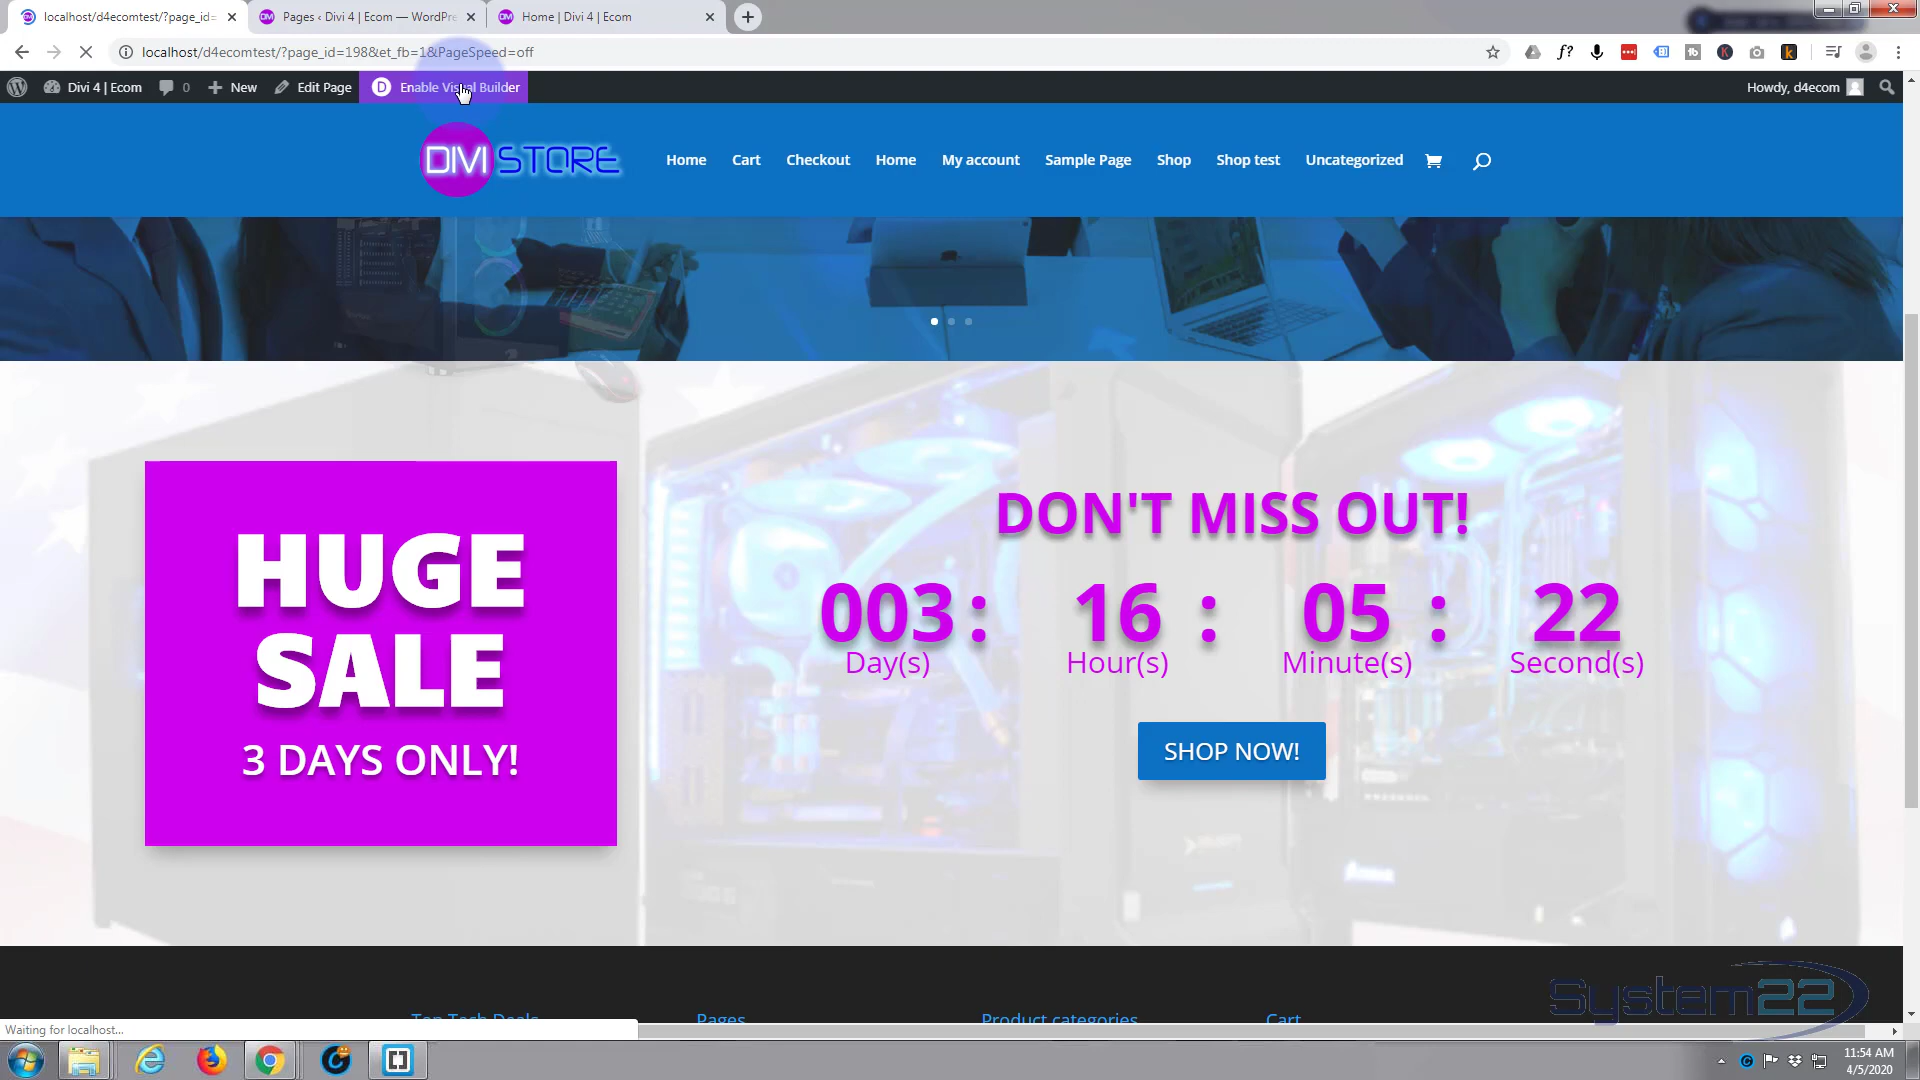 localhost/d4ecomtest/?page_id=
Pages ‹ Divi 4 | Ecom — WordPre
Home | Divi 4 | Ecom
localhost/d4ecomtest/?page_id=198&et_fb=1&PageSpeed=off
Divi 4 | Ecom
0
New
Edit Page
Enable Visual Builder
Howdy, d4ecom
DIVI STORE
Home
Cart
Checkout
Home
My account
Sample Page
Shop
Shop test
Uncategorized
HUGE
SALE
3 DAYS ONLY!
DON'T MISS OUT!
003 : 16 : 05 : 22
Day(s) Hour(s) Minute(s) Second(s)
SHOP NOW!
Top Tech Deals
Pages
Product categories
Cart
System22
Waiting for localhost...
11:54 AM
4/5/2020